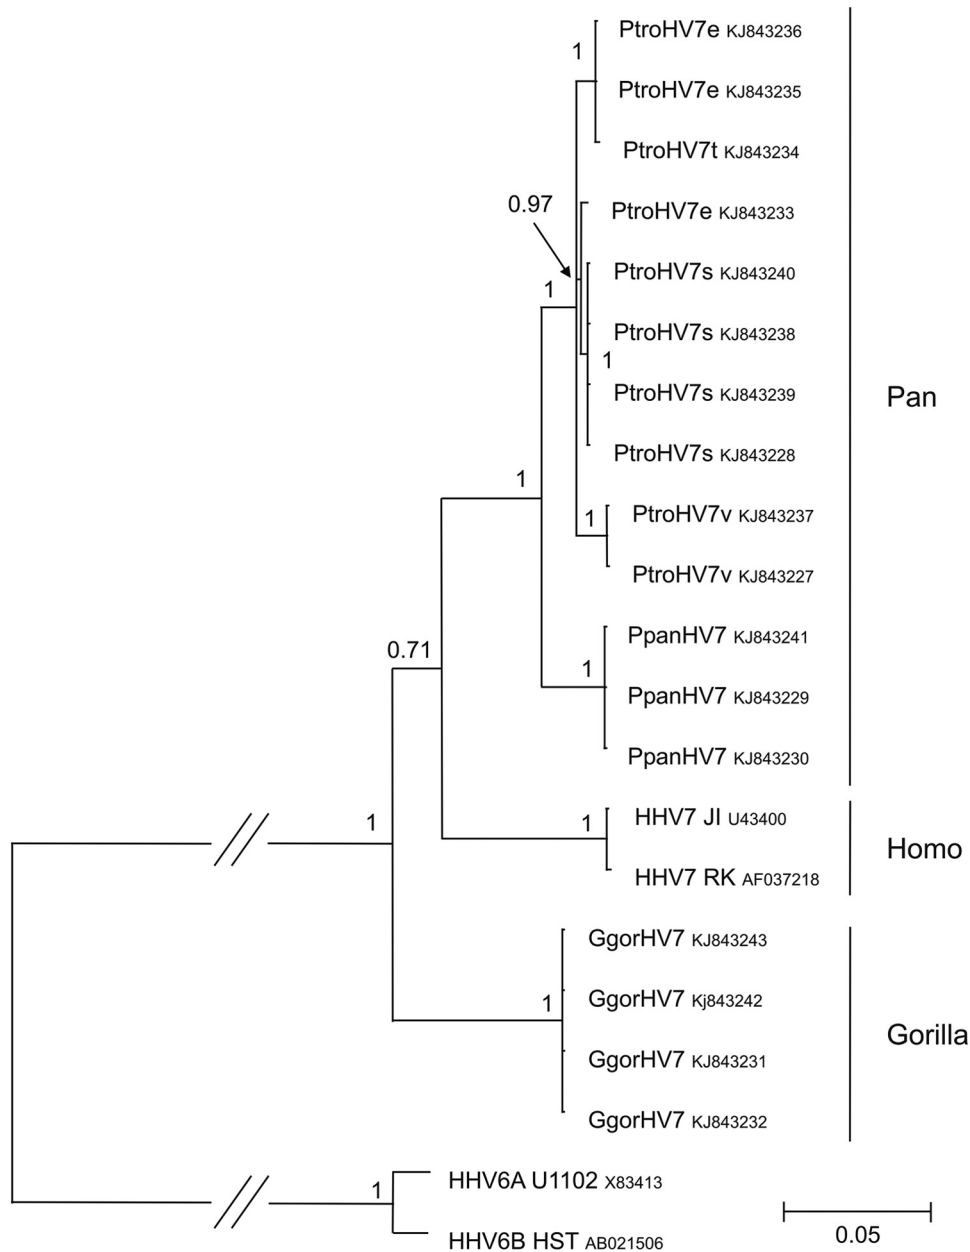 PtroHV7e KJ843236
1
PtroHV7e KJ843235
PtroHV7t KJ843234
0.97
PtroHV7e KJ843233
PtroHV7s KJ843240
1
PtroHV7s KJ843238
1
PtroHV7s KJ843239
Pan
PtroHV7s KJ843228
1
PtroHV7v KJ843237
1
PtroHV7v KJ843227
PpanHV7 KJ843241
0.71
1
PpanHV7 KJ843229
PpanHV7 KJ843230
HHV7 JI U43400
1
1
Homo
HHV7 RK AF037218
GgorHV7 KJ843243
GgorHV7 Kj843242
1
Gorilla
GgorHV7 KJ843231
GgorHV7 KJ843232
HHV6A U1102 X83413
1
0.05
HHV6B HST AB021506